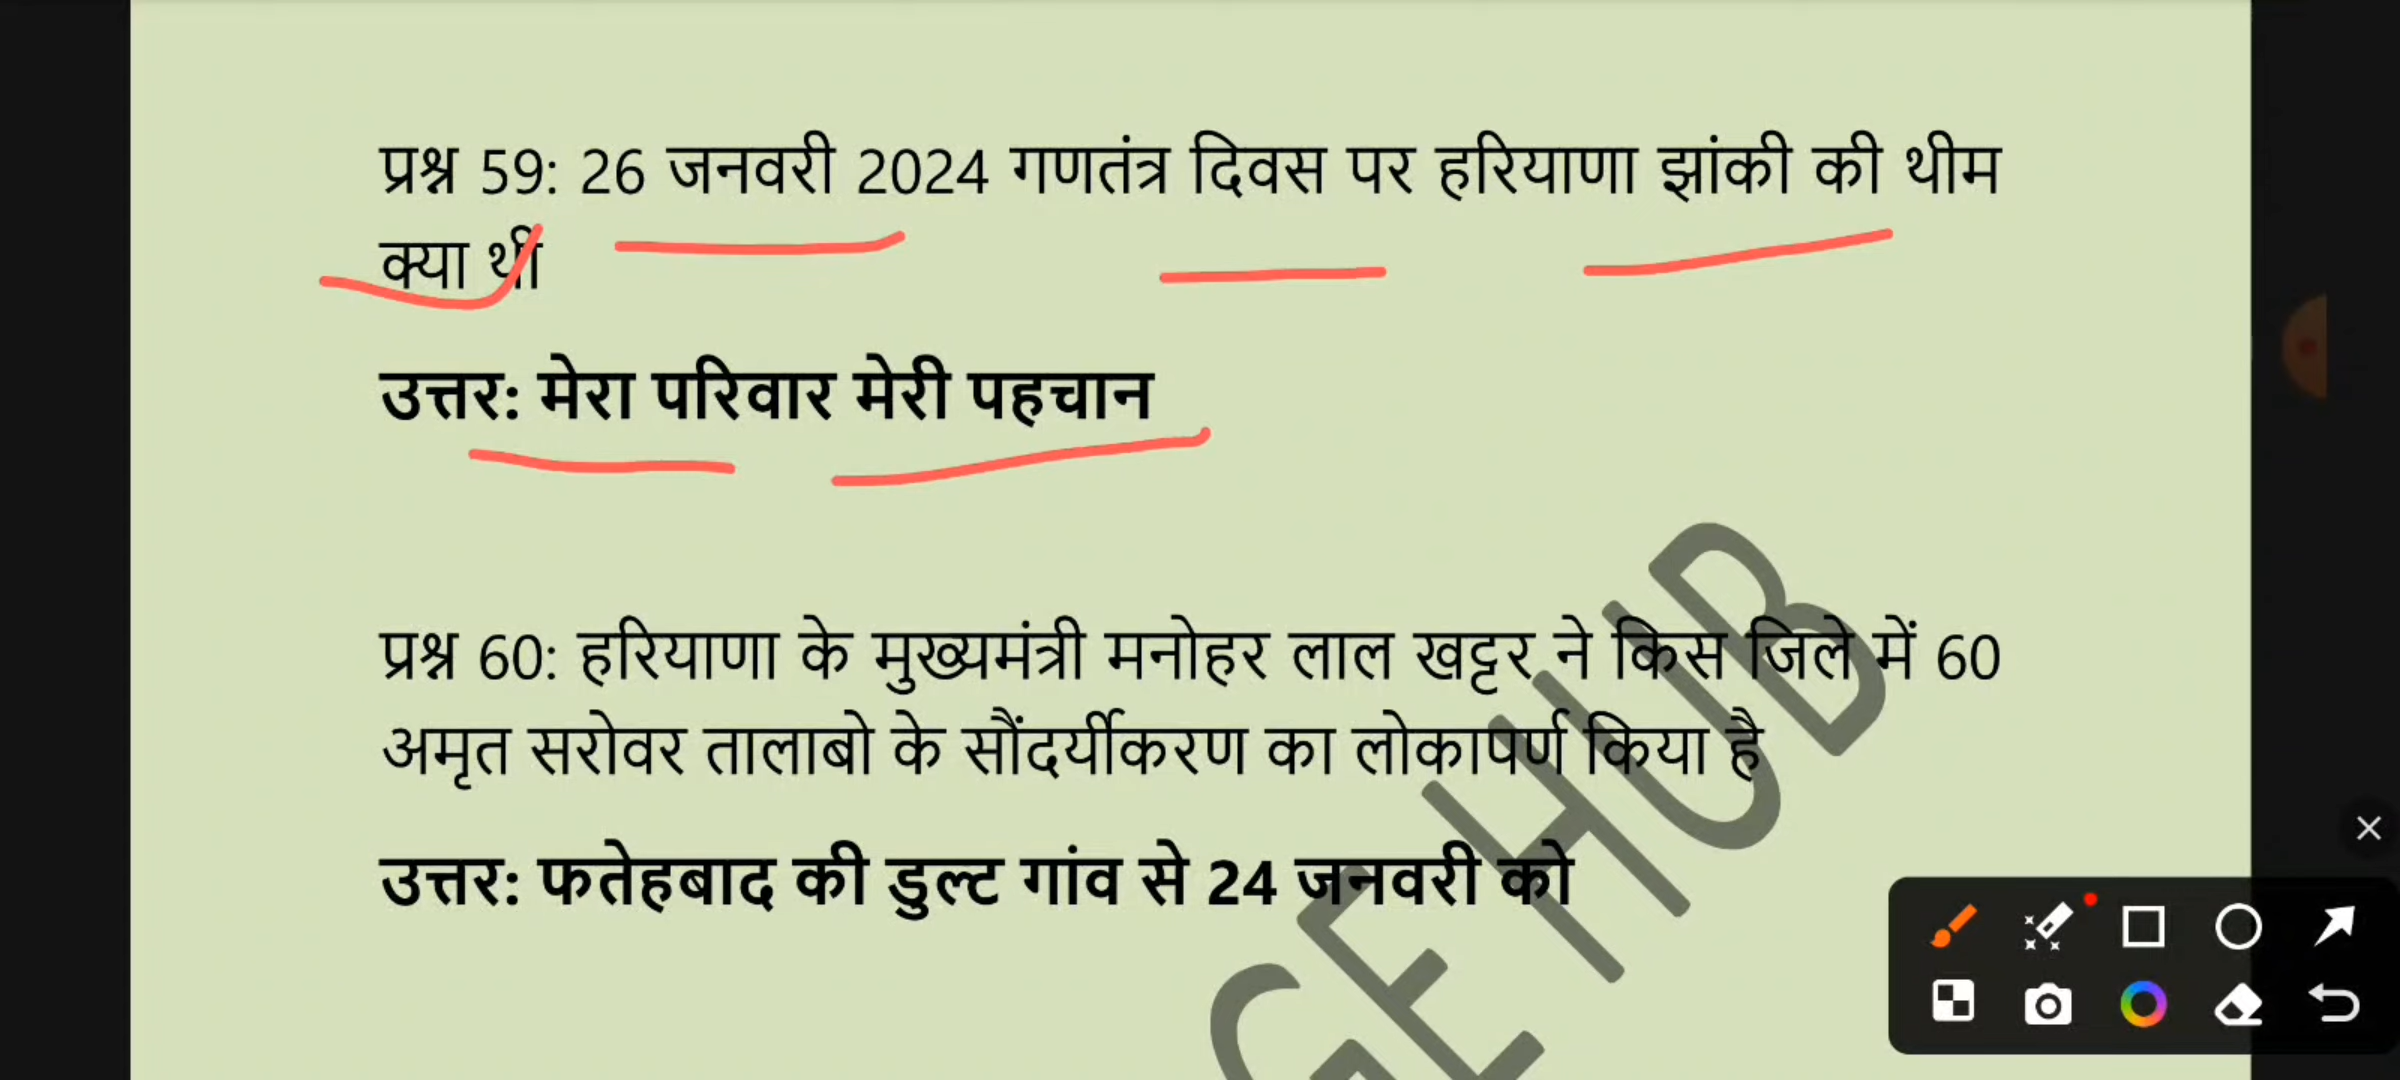 प्रश्न 59: 26 जनवरी 2024 गणतंत्र दिवस पर हरियाणा झांकी की थीम
क्या थी
उत्तर: मेरा परिवार मेरी पहचान
प्रश्न 60: हरियाणा के मुख्यमंत्री मनोहर लाल खट्टर ने किस जिले में 60
अमृत सरोवर तालाबो के सौंदर्यीकरण का लोकापर्ण किया है
उत्तर: फतेहबाद की डुल्ट गांव से 24 जनवरी को
GE HUB